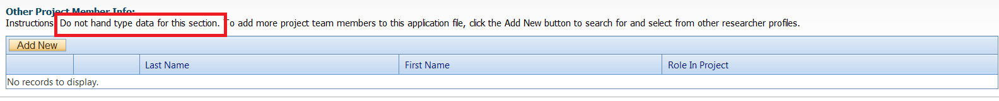 Other Project Member Info:
Instructions: Do not hand type data for this section. To add more project team members to this application file, click the Add New button to search for and select from other researcher profiles.
Add New
Last Name First Name Role In Project
No records to display.